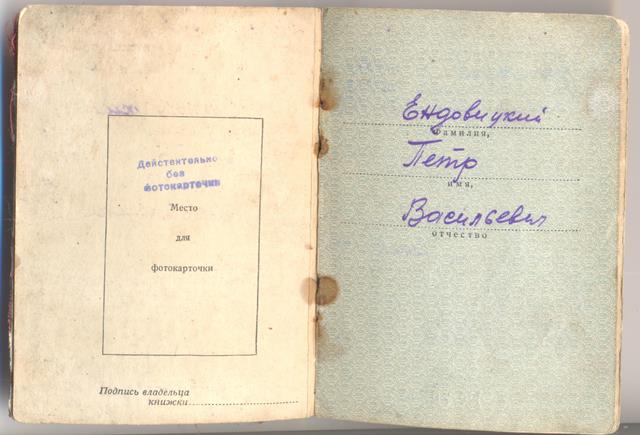 Действительно
без
фотокарточки
Место
для
фотокарточки
Подпись владельца
книжки
Ендовицкий
Фамилия,
Петр
имя,
Васильевич
отчество